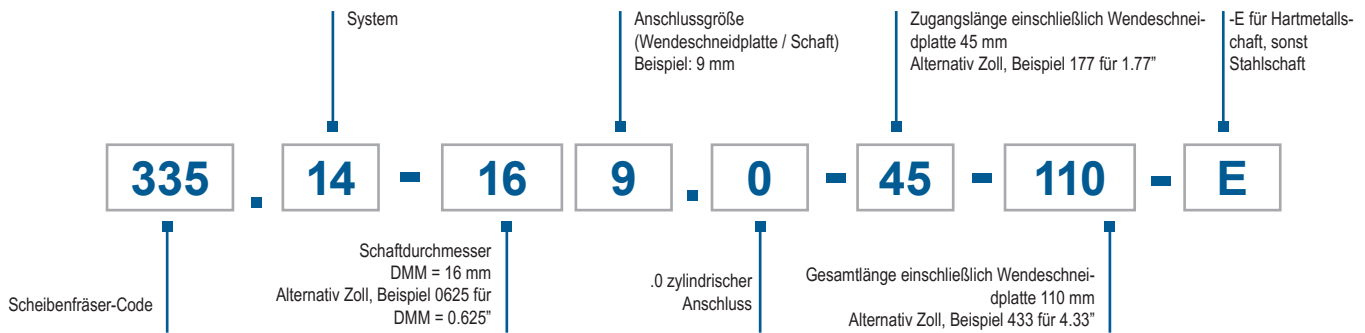 System
Anschlussgröße
(Wendeschneidplatte / Schaft)
Beispiel: 9 mm
Zugangslänge einschließlich Wendeschnei-
dplatte 45 mm
Alternativ Zoll, Beispiel 177 für 1.77”
-E für Hartmetalls-
chaft, sonst
Stahlschaft
335 . 14 - 16 9 . 0 - 45 - 110 - E
Scheibenfräser-Code
Schaftdurchmesser
DMM = 16 mm
Alternativ Zoll, Beispiel 0625 für
DMM = 0.625”
.0 zylindrischer
Anschluss
Gesamtlänge einschließlich Wendeschnei-
dplatte 110 mm
Alternativ Zoll, Beispiel 433 für 4.33”